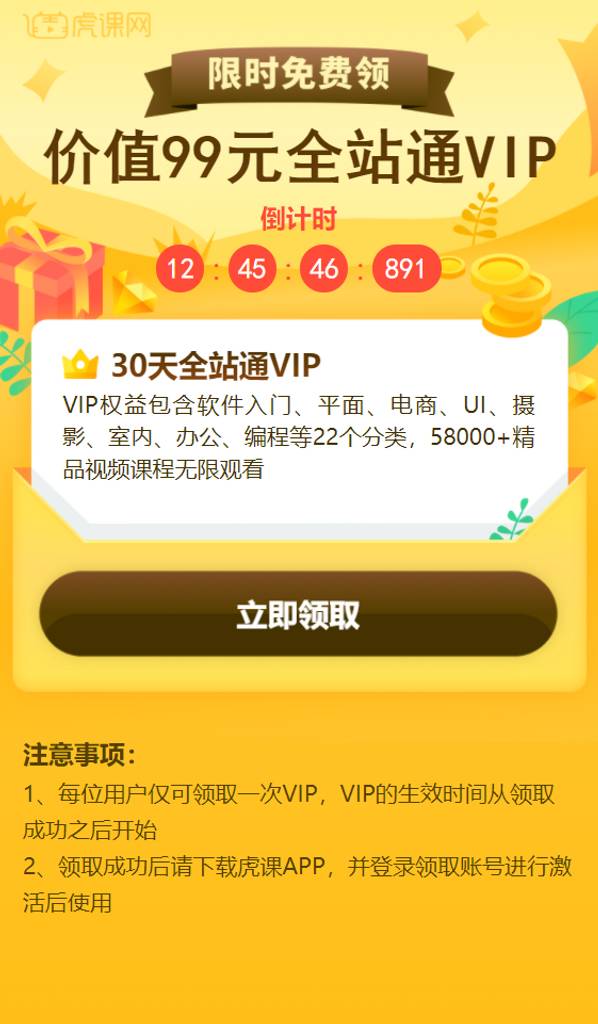 虎课网
限时免费领
价值99元全站通VIP
倒计时
12 : 45 : 46 : 891
30天全站通VIP
VIP权益包含软件入门、平面、电商、UI、摄
影、室内、办公、编程等22个分类，58000+精
品视频课程无限观看
立即领取
注意事项：
1、每位用户仅可领取一次VIP，VIP的生效时间从领取
成功之后开始
2、领取成功后请下载虎课APP，并登录领取账号进行激
活后使用